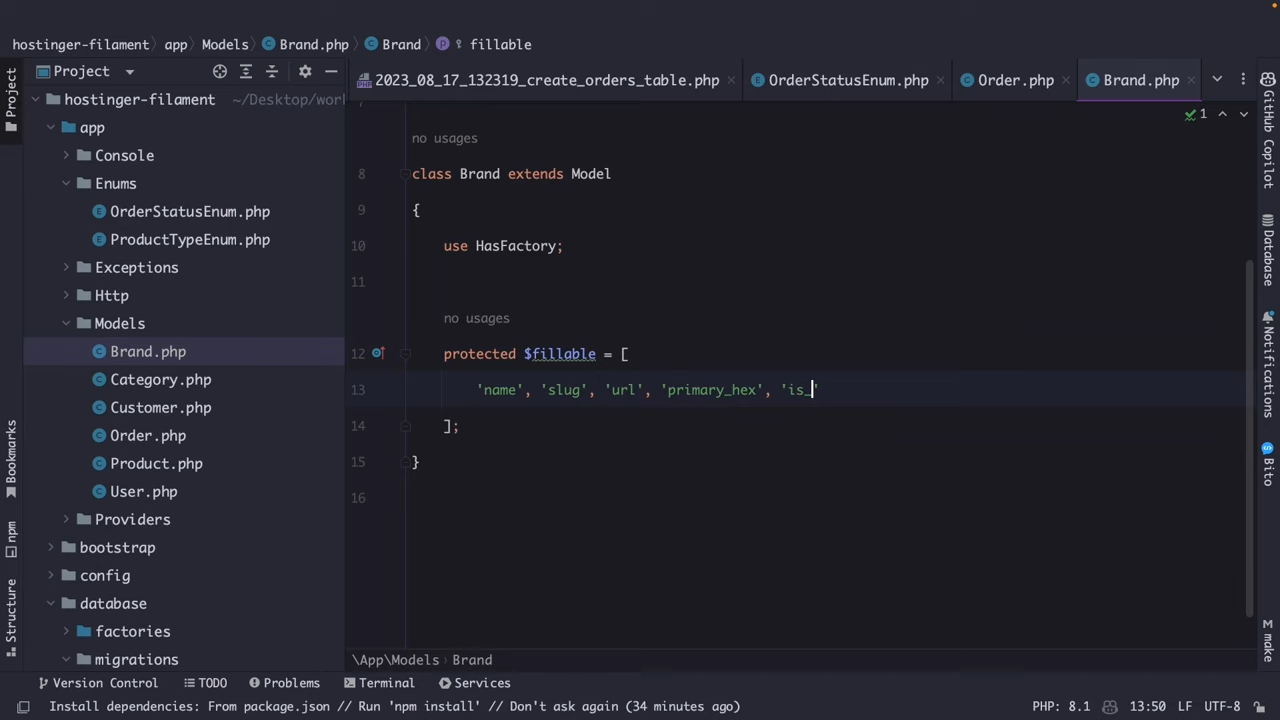 hostinger-filament app Models Brand.php Brand fillable
Project
2023_08_17_132319_create_orders_table.php OrderStatusEnum.php Order.php Brand.php
Project
hostinger-filament ~/Desktop/wor
app
Console
Enums
OrderStatusEnum.php
ProductTypeEnum.php
Exceptions
Http
Models
Brand.php
Category.php
Customer.php
Order.php
Product.php
User.php
Providers
bootstrap
config
database
factories
migrations
Bookmarks
npm
Structure
no usages
1
8 class Brand extends Model
9 {
10 use HasFactory;
11
no usages
12 protected $fillable = [
13 'name', 'slug', 'url', 'primary_hex', 'is_'
14 ];
15 }
16
\App\Models Brand
GitHub Copilot
Database
Notifications
Bito
make
Version Control TODO Problems Terminal Services
Install dependencies: From package.json // Run 'npm install' // Don't ask again (34 minutes ago) PHP: 8.1 13:50 LF UTF-8